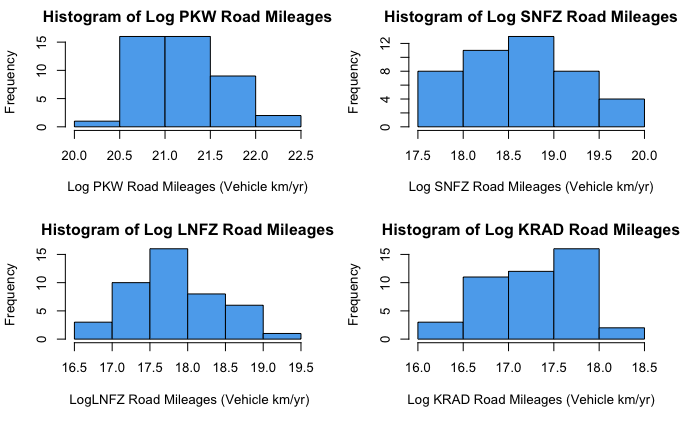 Histogram of Log PKW Road Mileages
Frequency
15
10
5
0
20.0 20.5 21.0 21.5 22.0 22.5
Log PKW Road Mileages (Vehicle km/yr)
Histogram of Log SNFZ Road Mileages
Frequency
12
8
4
0
17.5 18.0 18.5 19.0 19.5 20.0
Log SNFZ Road Mileages (Vehicle km/yr)
Histogram of Log LNFZ Road Mileages
Frequency
15
10
5
0
16.5 17.0 17.5 18.0 18.5 19.0 19.5
LogLNFZ Road Mileages (Vehicle km/yr)
Histogram of Log KRAD Road Mileages
Frequency
15
10
5
0
16.0 16.5 17.0 17.5 18.0 18.5
Log KRAD Road Mileages (Vehicle km/yr)